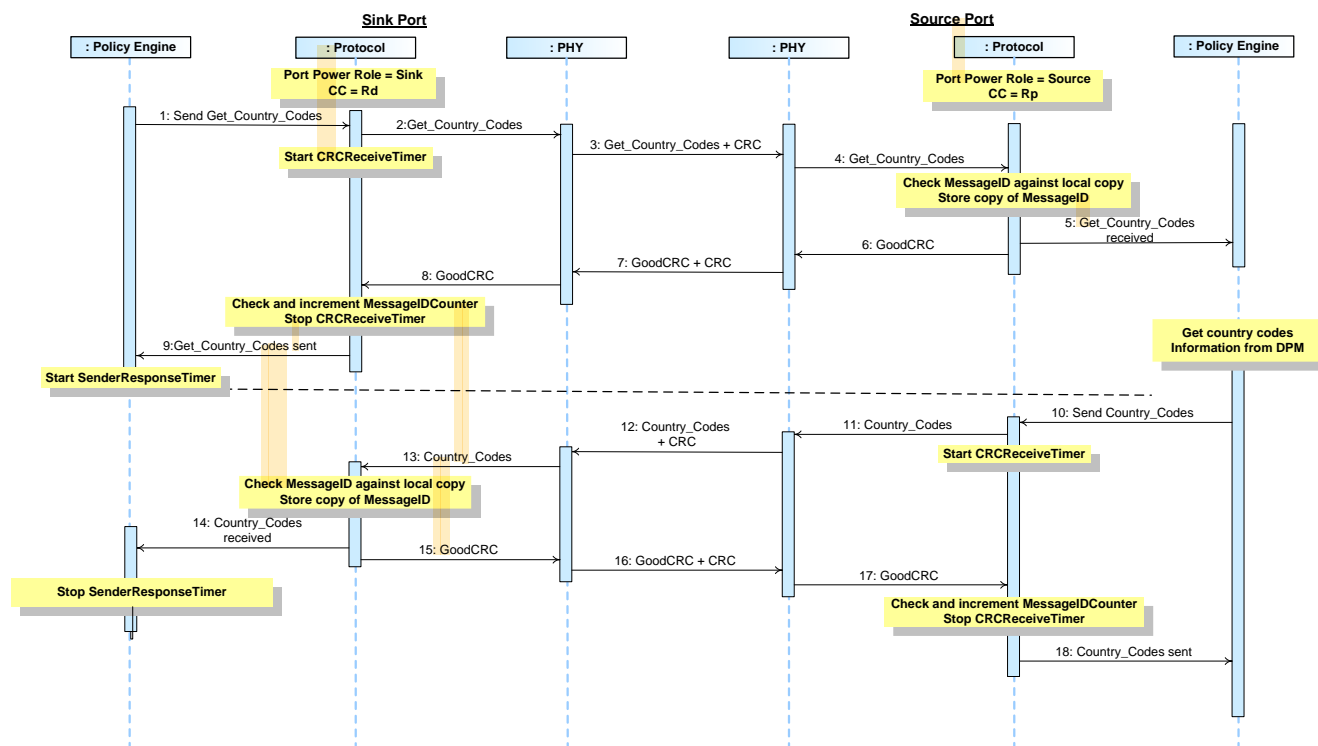 Sink Port
Source Port
: Policy Engine
: Protocol
: PHY
: PHY
: Protocol
: Policy Engine
Port Power Role = Sink
CC = Rd
Port Power Role = Source
CC = Rp
1: Send Get_Country_Codes
2:Get_Country_Codes
Start CRCReceiveTimer
3: Get_Country_Codes + CRC
4: Get_Country_Codes
Check MessageID against local copy
Store copy of MessageID
5: Get_Country_Codes
received
6: GoodCRC
7: GoodCRC + CRC
8: GoodCRC
Check and increment MessageIDCounter
Stop CRCReceiveTimer
9:Get_Country_Codes sent
Start SenderResponseTimer
Get country codes
Information from DPM
10: Send Country_Codes
11: Country_Codes
Start CRCReceiveTimer
12: Country_Codes
+ CRC
13: Country_Codes
Check MessageID against local copy
Store copy of MessageID
14: Country_Codes
received
15: GoodCRC
16: GoodCRC + CRC
17: GoodCRC
Stop SenderResponseTimer
Check and increment MessageIDCounter
Stop CRCReceiveTimer
18: Country_Codes sent